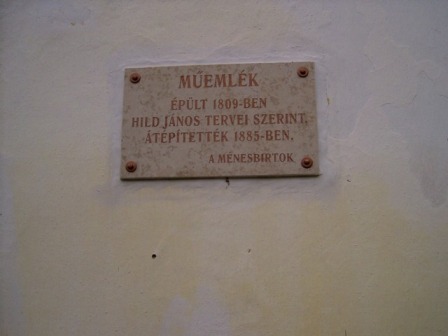 MŰEMLÉK
ÉPÜLT 1809-BEN
HILD JÁNOS TERVEI SZERINT.
ÁTÉPÍTETTÉK 1885-BEN.
A MÉNESBIRTOK